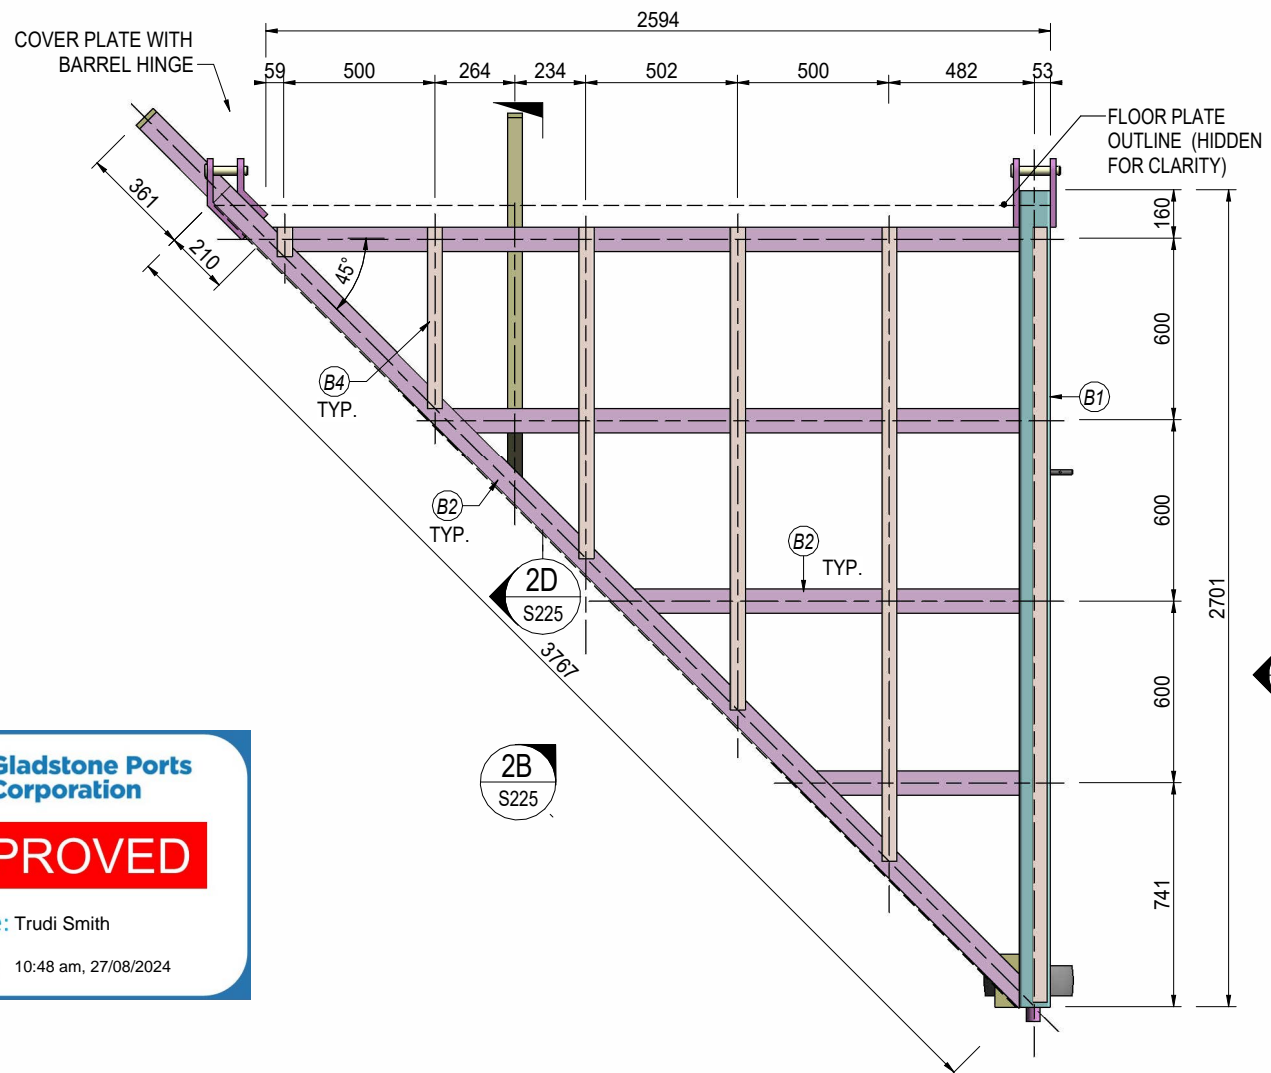 2594
COVER PLATE WITH
BARREL HINGE
59 500 264 234 502 500 482 53
FLOOR PLATE
OUTLINE (HIDDEN
FOR CLARITY)
361
210
45°
160
600
B4
TYP.
B1
B2
TYP.
600
B2
TYP.
2D
S225
2701
3767
600
2B
S225
741
Gladstone Ports
Corporation
PROVED
e: Trudi Smith
10:48 am, 27/08/2024